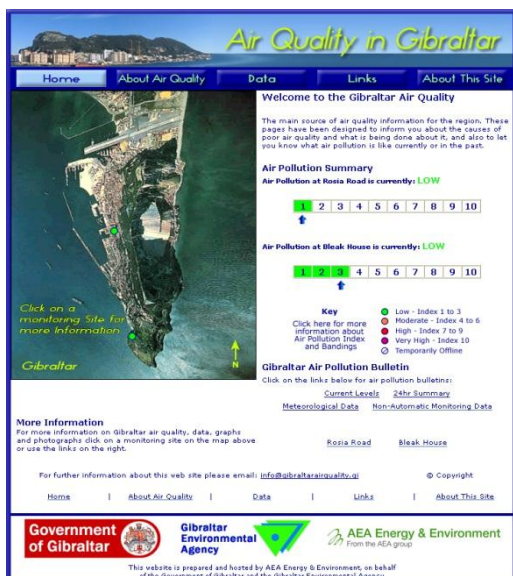 Air Quality in Gibraltar
Home
About Air Quality
Data
Links
About This Site
Welcome to the Gibraltar Air Quality
The main source of air quality information for the region. These
pages have been designed to inform you about the causes of
poor air quality and what is being done about it, and also to let
you know what air pollution is like currently or in the past.
Air Pollution Summary
Air Pollution at Rosia Road is currently: LOW
1 2 3 4 5 6 7 8 9 10
Air Pollution at Bleak House is currently: LOW
1 2 3 4 5 6 7 8 9 10
Key
Click here for more
information about
Air Pollution Index
and Bandings
Low - Index 1 to 3
Moderate - Index 4 to 6
High - Index 7 to 9
Very High - Index 10
Temporarily Offline
Click on a
monitoring Site for
more Information
Gibraltar
N
Gibraltar Air Pollution Bulletin
Click on the links below for air pollution bulletins:
Current Levels 24hr Summary
Meteorological Data Non-Automatic Monitoring Data
Rosia Road Bleak House
More Information
For more information on Gibraltar air quality, data, graphs
and photographs click on a monitoring site on the map above
or use the links on the right.
For further information about this web site please email: info@gibraltarairquality.gi © Copyright
Home | About Air Quality | Data | Links | About This Site
Government
of Gibraltar
Gibraltar
Environmental
Agency
AEA Energy & Environment
From the AEA group
This website is prepared and hosted by AEA Energy & Environment, on behalf
of the Government of Gibraltar and the Gibraltar Environmental Agency